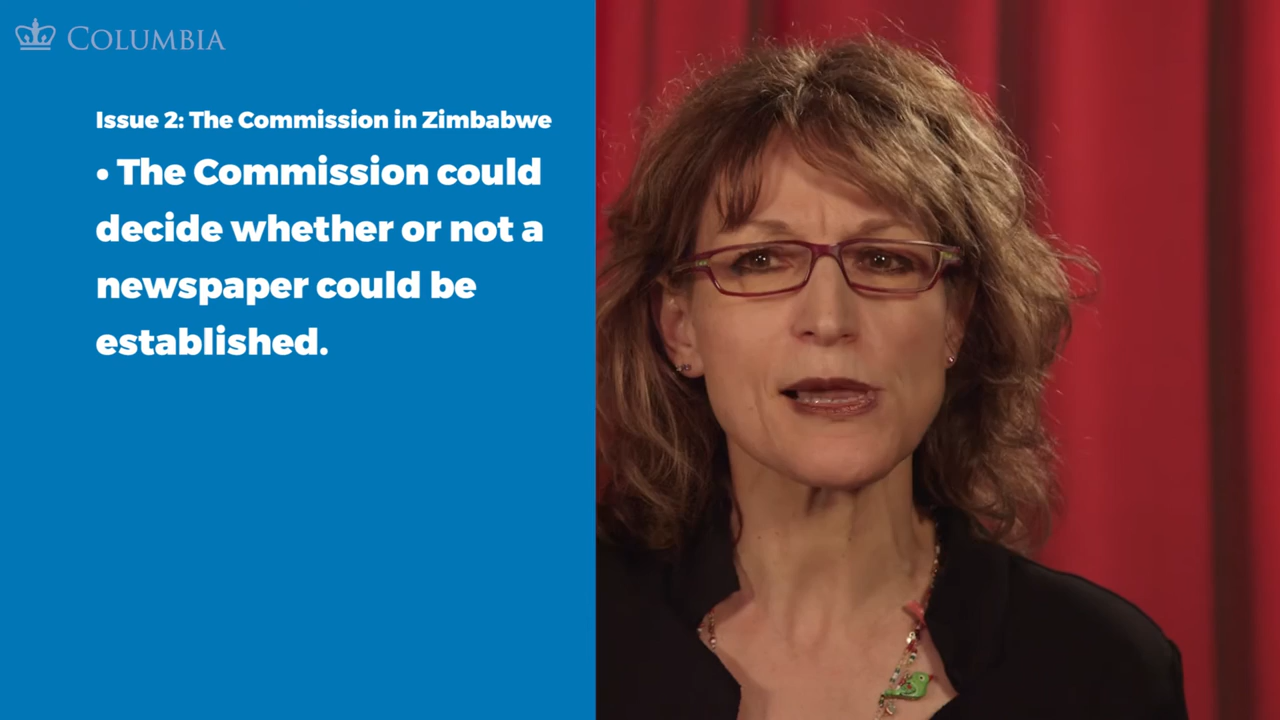 COLUMBIA
Issue 2: The Commission in Zimbabwe
• The Commission could
decide whether or not a
newspaper could be
established.